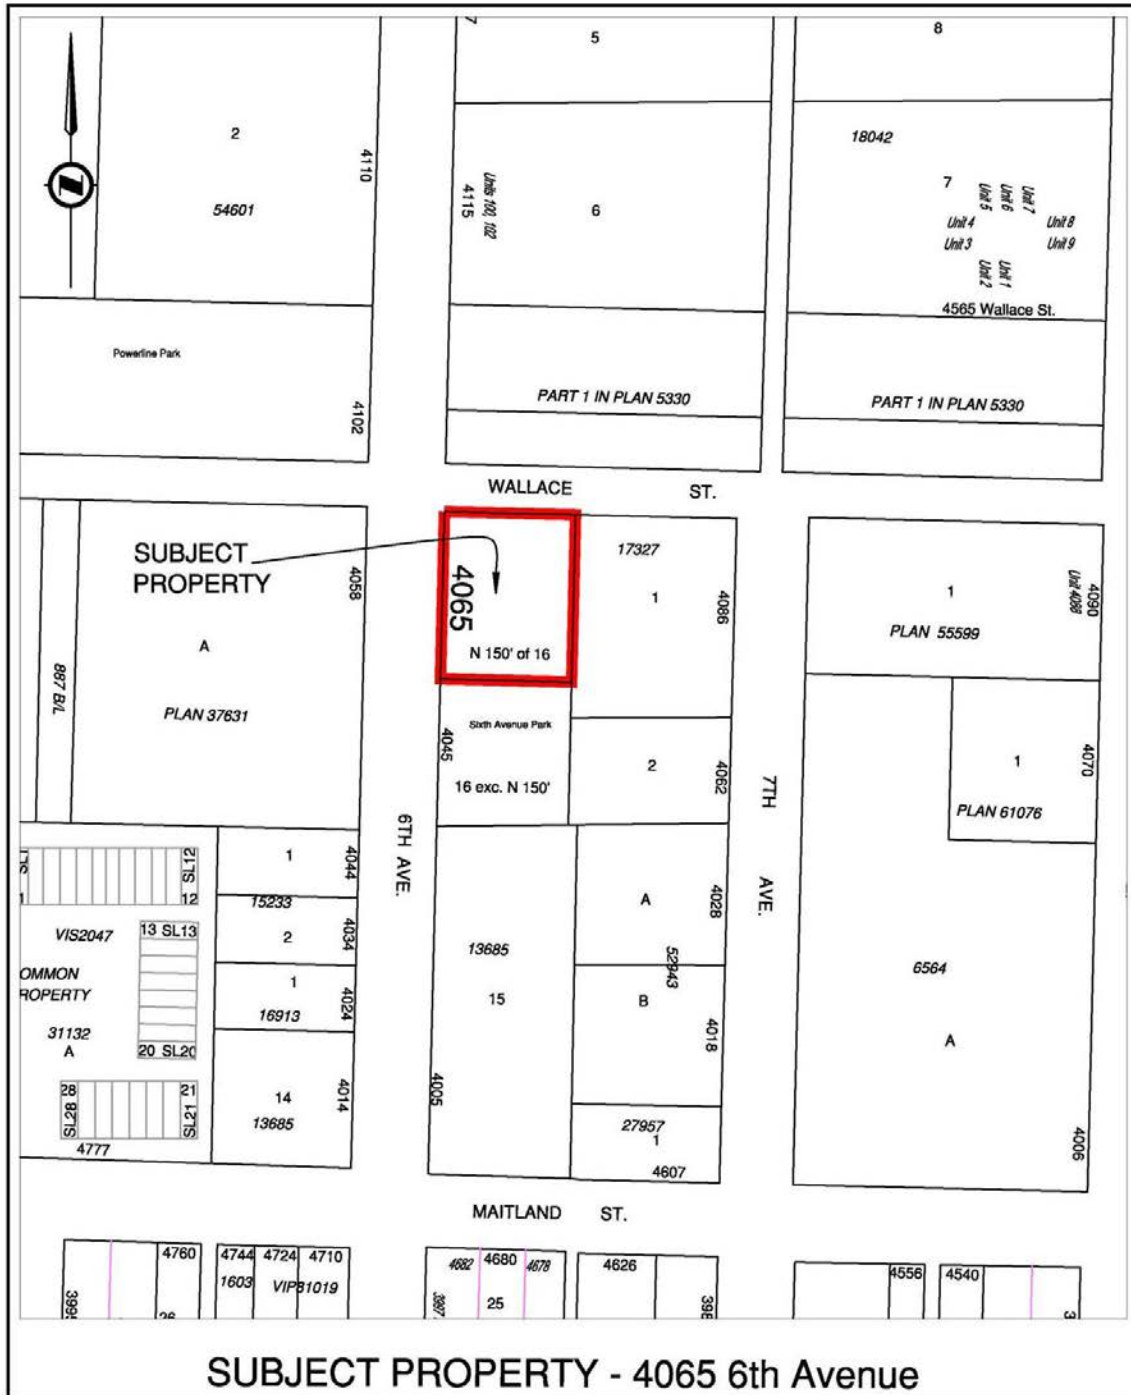 7
5
8
2
54601
4110
Units 100, 102
4115
6
18042
7
Unit 5
Unit 6
Unit 7
Unit 4
Unit 8
Unit 3
Unit 9
Unit 2
Unit 1
4565 Wallace St.
Powerline Park
4102
PART 1 IN PLAN 5330
PART 1 IN PLAN 5330
WALLACE ST.
SUBJECT
PROPERTY
4058
A
PLAN 37631
887 B/L
4065
N 150' of 16
17327
1
4086
1
PLAN 55599
Unit 4088
4090
Sixth Avenue Park
4045
16 exc. N 150'
2
4062
7TH AVE.
1
4070
PLAN 61076
6TH AVE.
SL12
12
1
4044
15233
2
4034
1
4024
16913
14
4014
13685
VIS2047
13 SL13
OMMON
ROPERTY
31132
A
20 SL20
28
SL28
21
SL21
4777
13685
15
4005
A
4028
52943
B
4018
27957
1
4607
6564
A
4006
Z
MAITLAND ST.
4760
4744
4724
4710
1603
VIP81019
4682
4680
4678
3997
25
4626
4556
4540
SUBJECT PROPERTY - 4065 6th Avenue